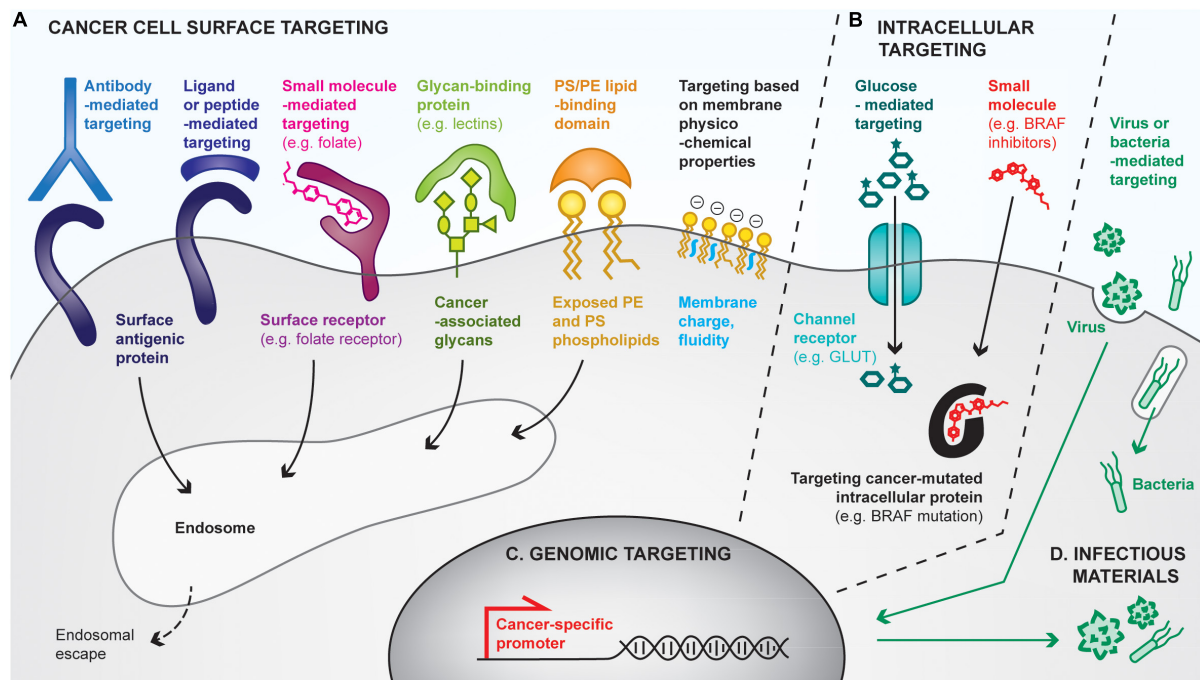 A
CANCER CELL SURFACE TARGETING
Antibody
-mediated
targeting
Ligand
or peptide
-mediated
targeting
Small molecule
-mediated
targeting
(e.g. folate)
Glycan-binding
protein
(e.g. lectins)
PS/PE lipid
-binding
domain
Targeting based
on membrane
physico
-chemical
properties
Surface
antigenic
protein
Surface receptor
(e.g. folate receptor)
Cancer
-associated
glycans
Exposed PE
and PS
phospholipids
Membrane
charge,
fluidity
Endosome
Endosomal
escape
B
INTRACELLULAR
TARGETING
Glucose
- mediated
targeting
Small
molecule
(e.g. BRAF
inhibitors)
Channel
receptor
(e.g. GLUT)
Targeting cancer-mutated
intracellular protein
(e.g. BRAF mutation)
C. GENOMIC TARGETING
Cancer-specific
promoter
Virus or
bacteria
-mediated
targeting
Virus
Bacteria
D. INFECTIOUS
MATERIALS